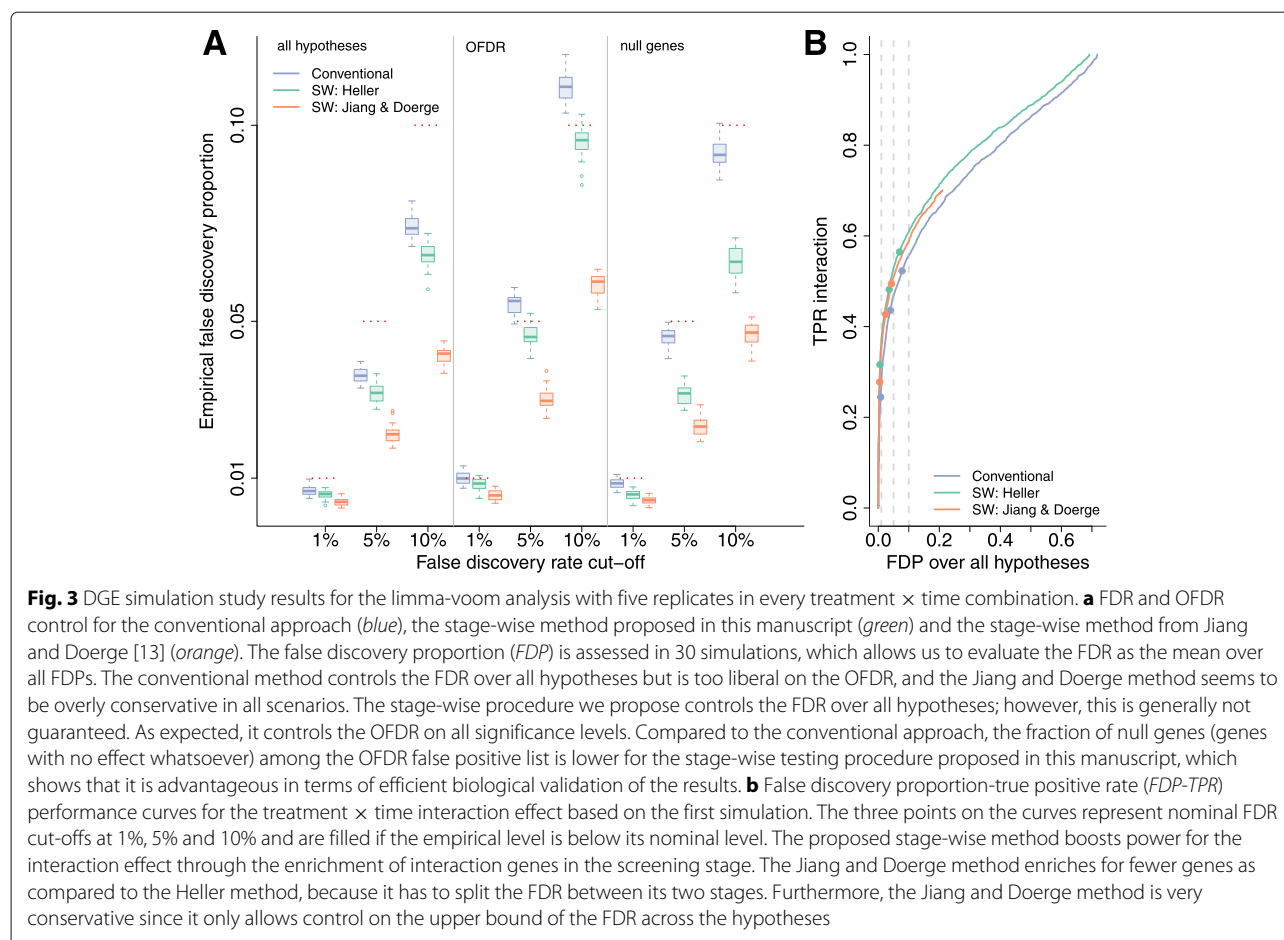 A
all hypotheses
OFDR
null genes
Conventional
SW: Heller
SW: Jiang & Doerge
Empirical false discovery proportion
0.10
0.05
0.01
1% 5% 10% 1% 5% 10% 1% 5% 10%
False discovery rate cut−off
B
TPR interaction
1.0
0.8
0.6
0.4
0.2
0.0
Conventional
SW: Heller
SW: Jiang & Doerge
0.0 0.2 0.4 0.6
FDP over all hypotheses
Fig. 3 DGE simulation study results for the limma-voom analysis with five replicates in every treatment × time combination. a FDR and OFDR
control for the conventional approach (blue), the stage-wise method proposed in this manuscript (green) and the stage-wise method from Jiang
and Doerge [13] (orange). The false discovery proportion (FDP) is assessed in 30 simulations, which allows us to evaluate the FDR as the mean over
all FDPs. The conventional method controls the FDR over all hypotheses but is too liberal on the OFDR, and the Jiang and Doerge method seems to
be overly conservative in all scenarios. The stage-wise procedure we propose controls the FDR over all hypotheses; however, this is generally not
guaranteed. As expected, it controls the OFDR on all significance levels. Compared to the conventional approach, the fraction of null genes (genes
with no effect whatsoever) among the OFDR false positive list is lower for the stage-wise testing procedure proposed in this manuscript, which
shows that it is advantageous in terms of efficient biological validation of the results. b False discovery proportion-true positive rate (FDP-TPR)
performance curves for the treatment × time interaction effect based on the first simulation. The three points on the curves represent nominal FDR
cut-offs at 1%, 5% and 10% and are filled if the empirical level is below its nominal level. The proposed stage-wise method boosts power for the
interaction effect through the enrichment of interaction genes in the screening stage. The Jiang and Doerge method enriches for fewer genes as
compared to the Heller method, because it has to split the FDR between its two stages. Furthermore, the Jiang and Doerge method is very
conservative since it only allows control on the upper bound of the FDR across the hypotheses